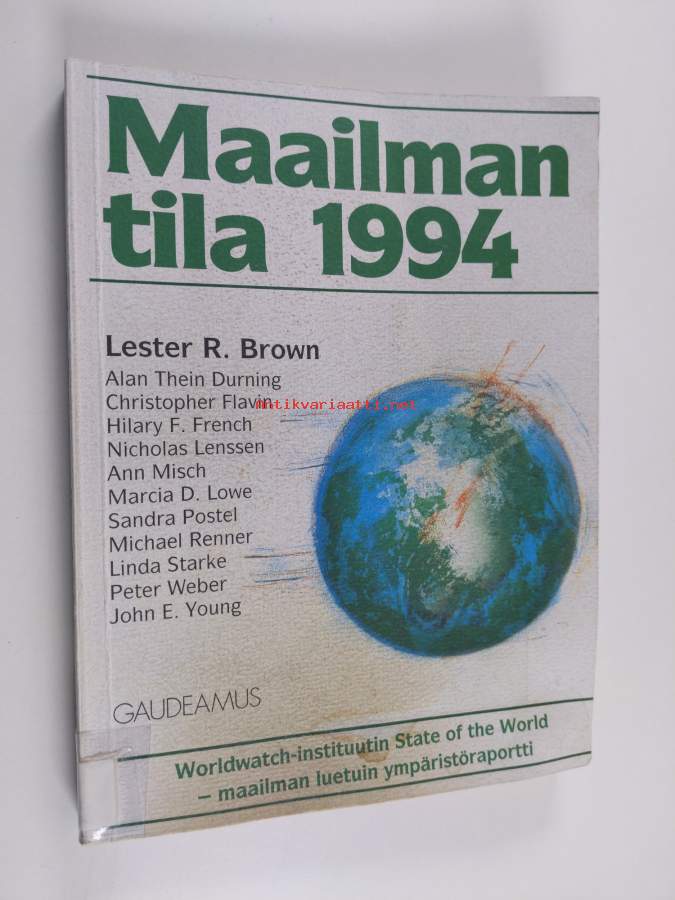 Maailman
tila 1994
Lester R. Brown
Alan Thein Durning
Christopher Flavin
antikvariaatti.net
Hilary F. French
Nicholas Lenssen
Ann Misch
Marcia D. Lowe
Sandra Postel
Michael Renner
Linda Starke
Peter Weber
John E. Young
GAUDEAMUS
Worldwatch-instituutin State of the World
– maailman luetuin ympäristöraportti